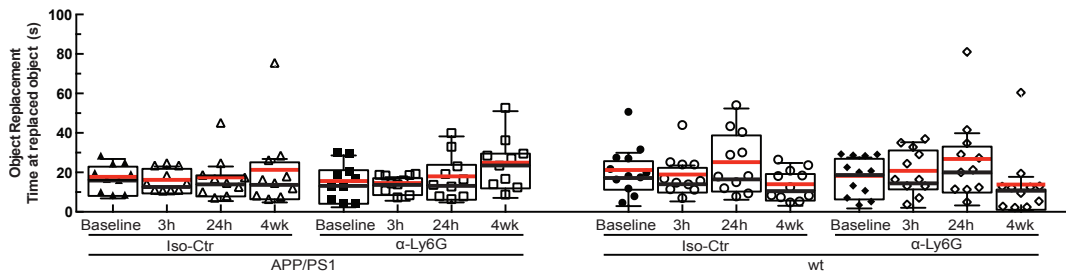 Object Replacement
Time at replaced object (s)
100
80
60
40
20
0
Baseline 3h 24h 4wk Baseline 3h 24h 4wk Baseline 3h 24h 4wk Baseline 3h 24h 4wk
Iso-Ctr α-Ly6G Iso-Ctr α-Ly6G
APP/PS1 wt